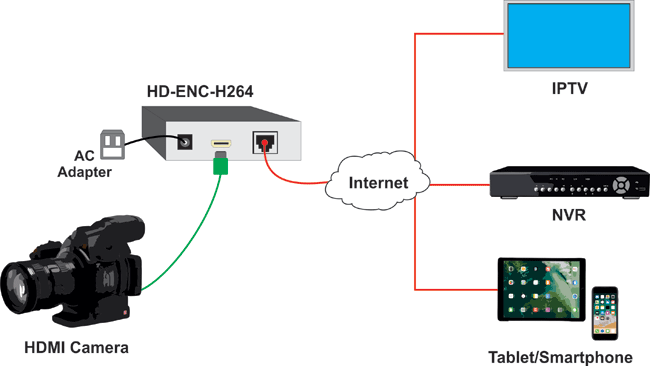 HD-ENC-H264
AC
Adapter
HDMI Camera
Internet
IPTV
NVR
Tablet/Smartphone